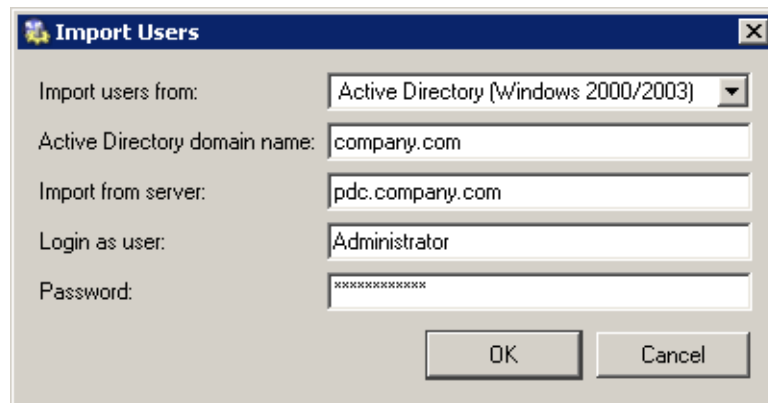 Import Users
Import users from: Active Directory (Windows 2000/2003)
Active Directory domain name: company.com
Import from server: pdc.company.com
Login as user: Administrator
Password: ************
OK Cancel